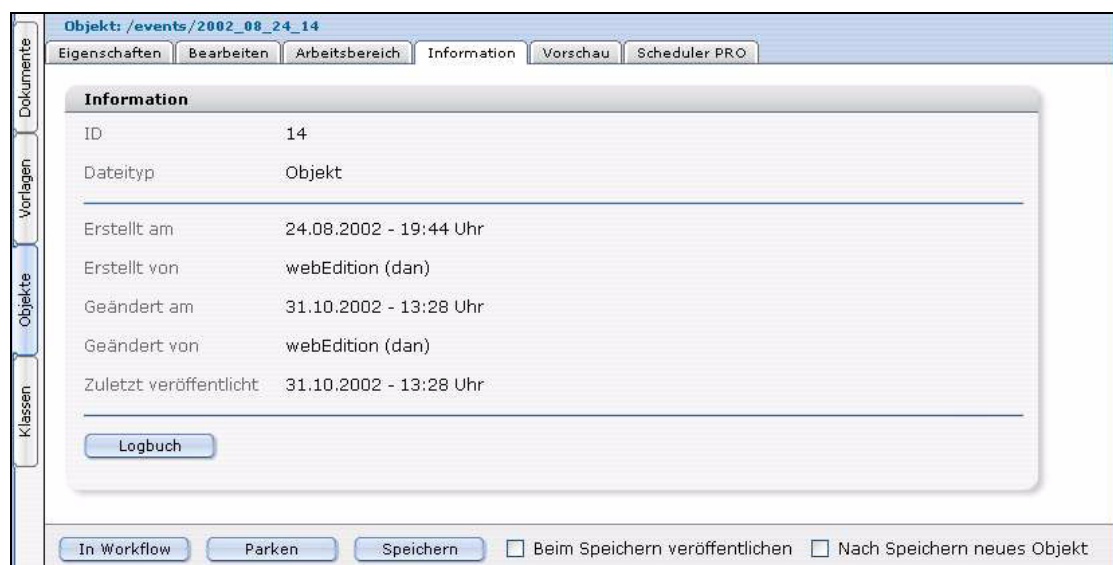 Objekt: /events/2002_08_24_14
Eigenschaften Bearbeiten Arbeitsbereich Information Vorschau Scheduler PRO
Dokumente
Vorlagen
Objekte
Klassen
Information
ID 14
Dateityp Objekt
Erstellt am 24.08.2002 - 19:44 Uhr
Erstellt von webEdition (dan)
Geändert am 31.10.2002 - 13:28 Uhr
Geändert von webEdition (dan)
Zuletzt veröffentlicht 31.10.2002 - 13:28 Uhr
Logbuch
In Workflow Parken Speichern Beim Speichern veröffentlichen Nach Speichern neues Objekt